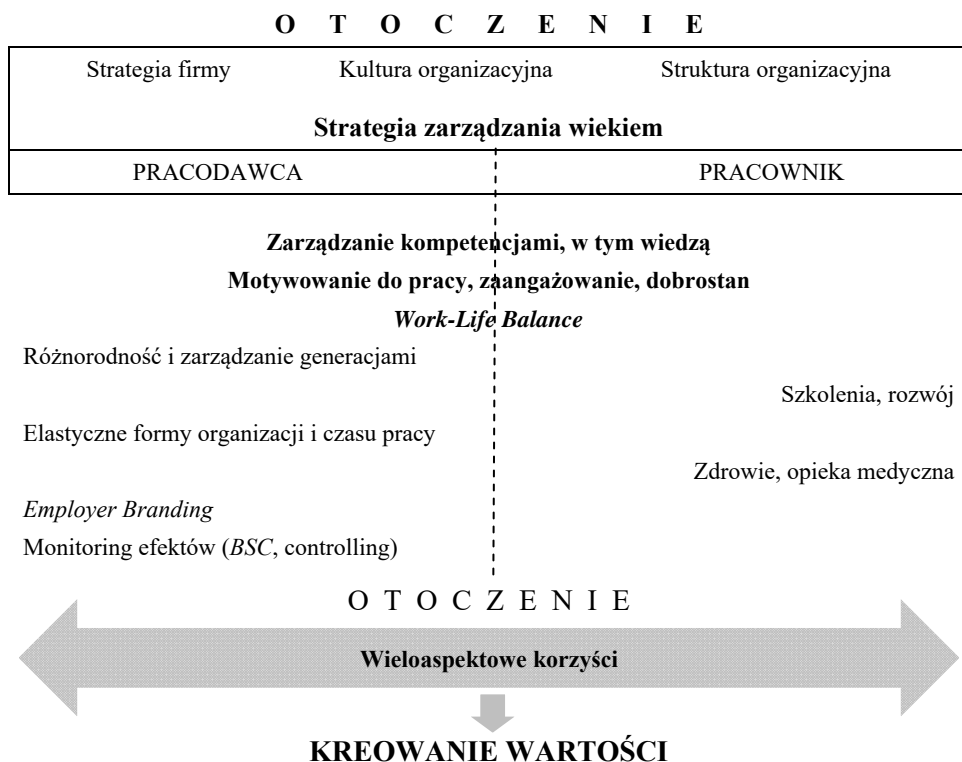 O T O C Z E N I E
Strategia firmy Kultura organizacyjna Struktura organizacyjna
Strategia zarządzania wiekiem
PRACODAWCA PRACOWNIK
Zarządzanie kompetencjami, w tym wiedzą
Motywowanie do pracy, zaangażowanie, dobrostan
Work-Life Balance
Różnorodność i zarządzanie generacjami
Szkolenia, rozwój
Elastyczne formy organizacji i czasu pracy
Zdrowie, opieka medyczna
Employer Branding
Monitoring efektów (BSC, controlling)
O T O C Z E N I E
Wieloaspektowe korzyści
KREOWANIE WARTOŚCI